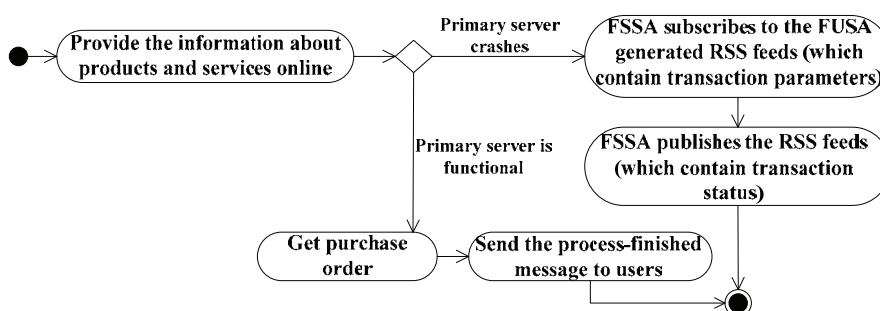 Provide the information about
products and services online
Primary server
crashes
FSSA subscribes to the FUSA
generated RSS feeds (which
contain transaction parameters)
FSSA publishes the RSS feeds
(which contain transaction
status)
Primary server is
functional
Get purchase
order
Send the process-finished
message to users